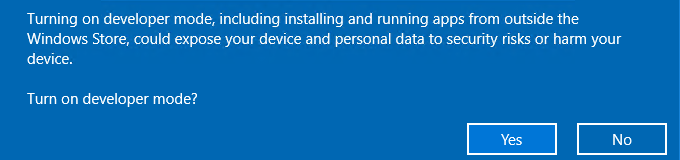 Turning on developer mode, including installing and running apps from outside the
Windows Store, could expose your device and personal data to security risks or harm your
device.
Turn on developer mode?
Yes No